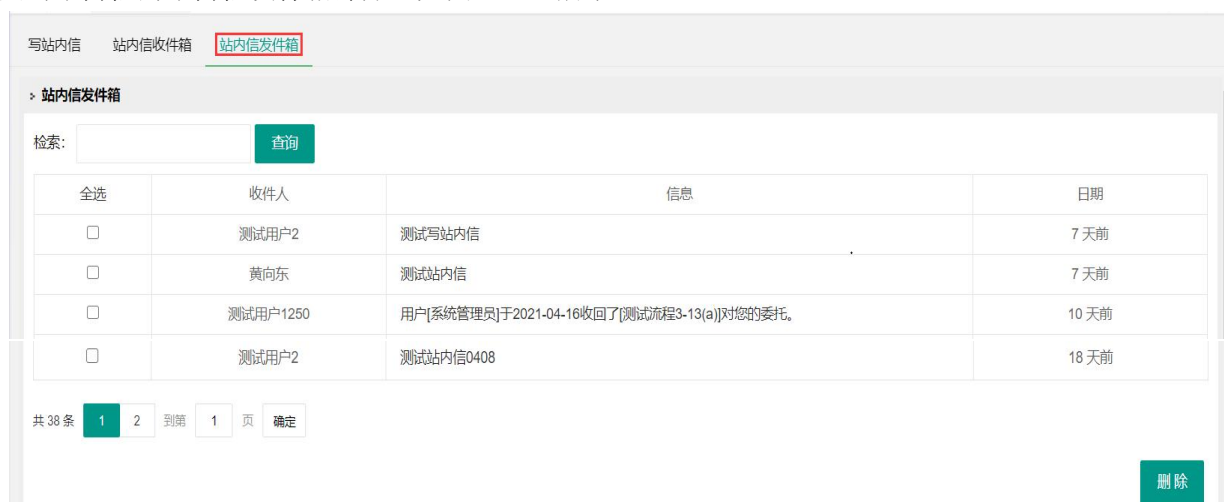 写站内信 站内信收件箱 站内信发件箱
站内信发件箱
检索: 查询
全选 收件人 信息 日期
测试用户2 测试写站内信 7 天前
黄向东 测试站内信 7 天前
测试用户1250 用户[系统管理员]于2021-04-16收回了[测试流程3-13(a)]对您的委托。 10 天前
测试用户2 测试站内信0408 18 天前
共 38 条 1 2 到第 1 页 确定
删 除